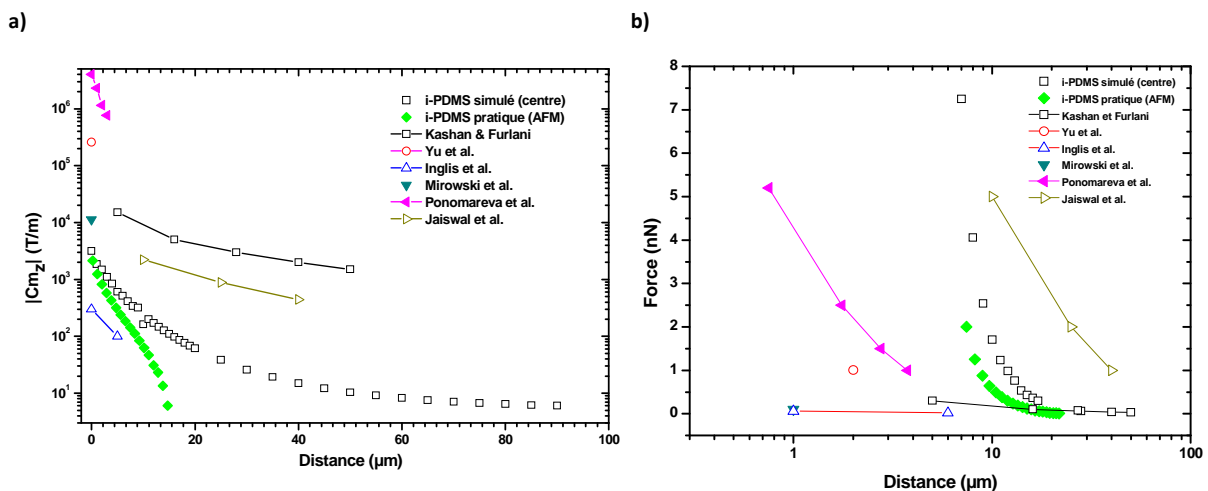 a)
b)
10⁶
10⁵
10⁴
10³
10²
10¹
|Cm_z| (T/m)
0
20
40
60
80
100
Distance (µm)
i-PDMS simulé (centre)
i-PDMS pratique (AFM)
Kashan & Furlani
Yu et al.
Inglis et al.
Mirowski et al.
Ponomareva et al.
Jaiswal et al.
8
7
6
5
4
3
2
1
0
Force (nN)
1
10
100
Distance (µm)
i-PDMS simulé (centre)
i-PDMS pratique (AFM)
Kashan et Furlani
Yu et al.
Inglis et al.
Mirowski et al.
Ponomareva et al.
Jaiswal et al.